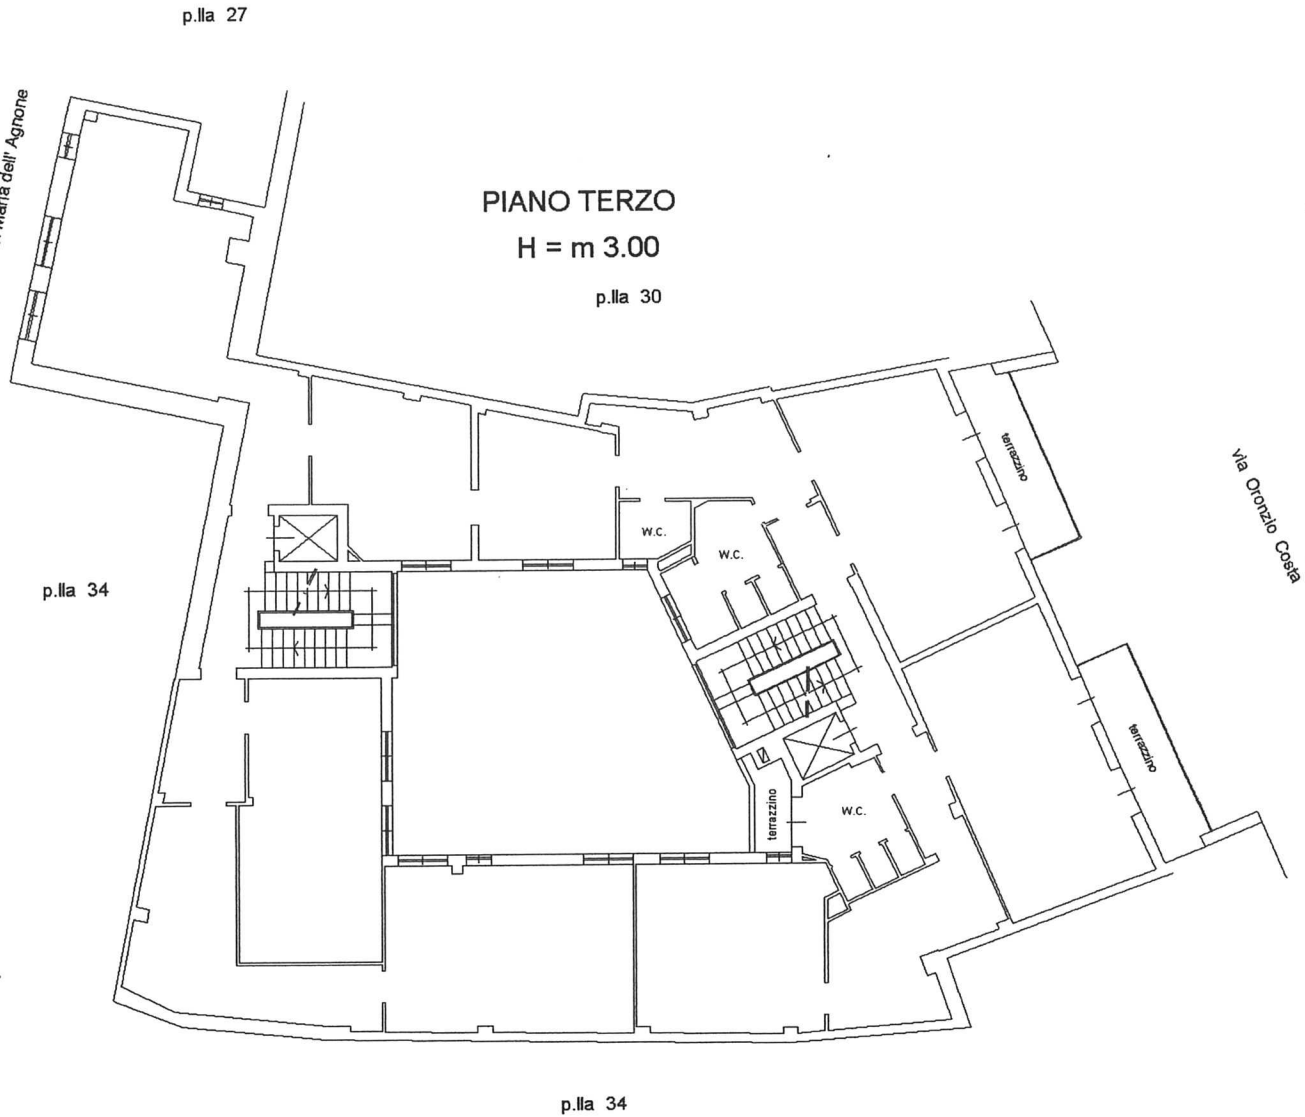 p.lla 27
Maria dell' Agnone
PIANO TERZO
H = m 3.00
p.lla 30
terrazzino
via Oronzio Costa
w.c.
w.c.
p.lla 34
terrazzino
terrazzino
w.c.
p.lla 34